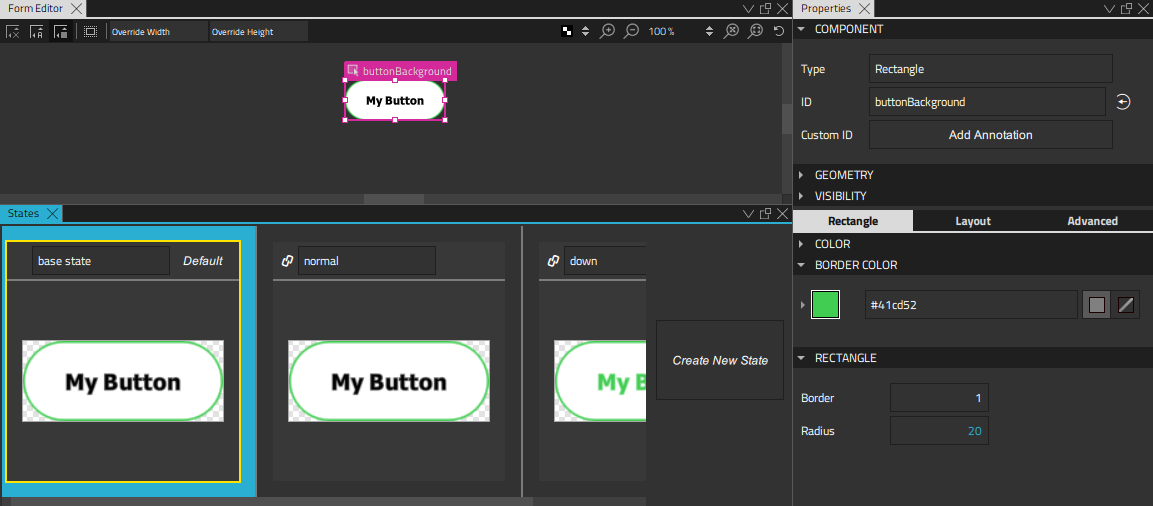 Form Editor
Override Width
Override Height
100%
buttonBackground
My Button
States
base state
Default
normal
down
My Button
My Button
My B
Create New State
Properties
COMPONENT
Type
Rectangle
ID
buttonBackground
Custom ID
Add Annotation
GEOMETRY
VISIBILITY
Rectangle
Layout
Advanced
COLOR
BORDER COLOR
#41cd52
RECTANGLE
Border
1
Radius
20